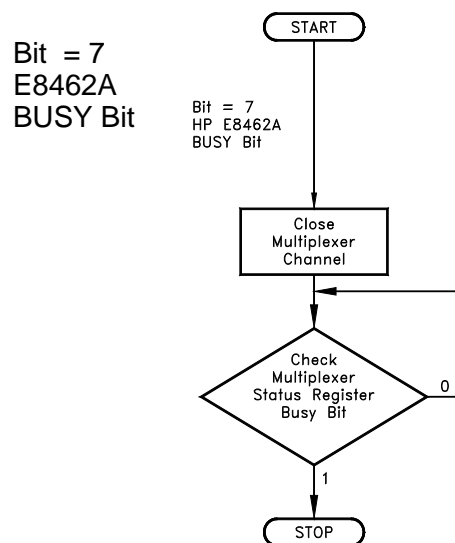 START
Bit = 7
E8462A
BUSY Bit
Bit = 7
HP E8462A
BUSY Bit
Close
Multiplexer
Channel
Check
Multiplexer
Status Register
Busy Bit
0
1
STOP